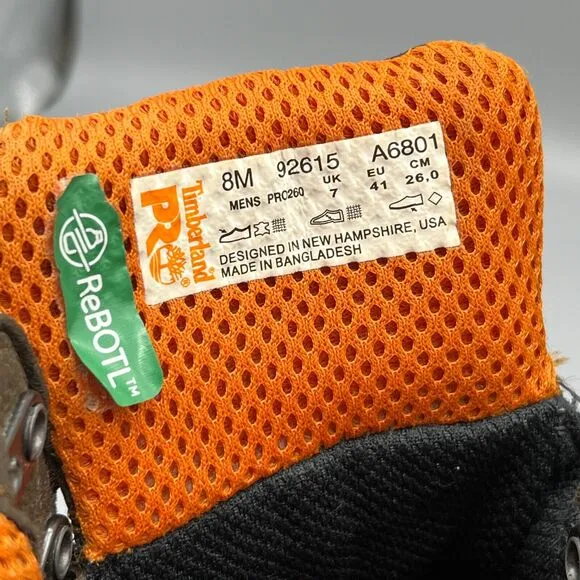 8M 92615 A6801
MENS PRO260 UK EU CM
7 41 26,0
Timberland
PRO®
DESIGNED IN NEW HAMPSHIRE, USA
MADE IN BANGLADESH
ReBOTL™